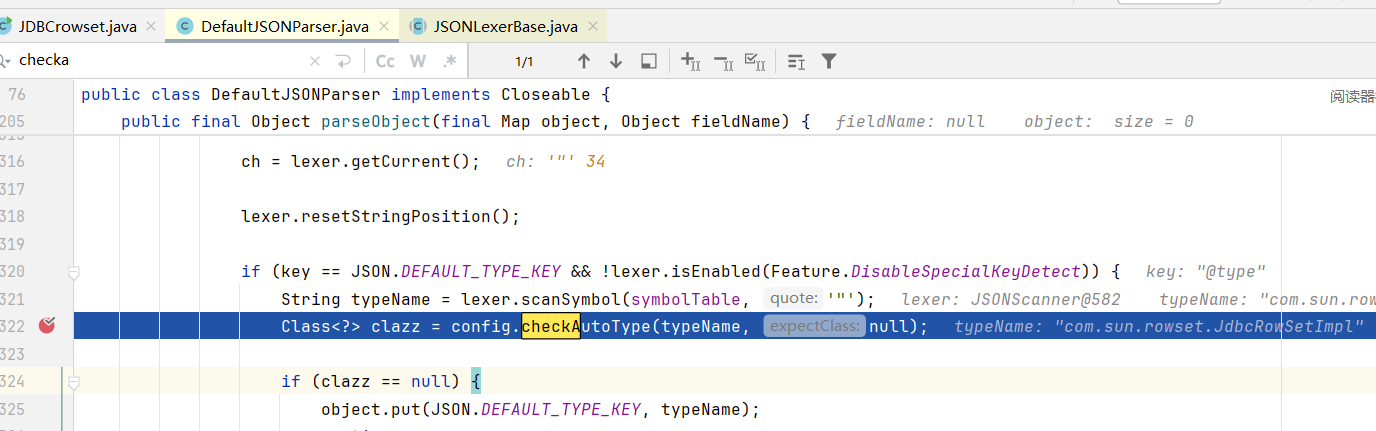 JDBCrowset.java DefaultJSONParser.java JSONLexerBase.java
checka Cc W .* 1/1
76 public class DefaultJSONParser implements Closeable { 阅读器
205 public final Object parseObject(final Map object, Object fieldName) { fieldName: null object: size = 0
316 ch = lexer.getCurrent(); ch: '"' 34
317
318 lexer.resetStringPosition();
319
320 if (key == JSON.DEFAULT_TYPE_KEY && !lexer.isEnabled(Feature.DisableSpecialKeyDetect)) { key: "@type"
321 String typeName = lexer.scanSymbol(symbolTable, quote: '"'); lexer: JSONScanner@582 typeName: "com.sun.row
322 Class<?> clazz = config.checkAutoType(typeName, expectClass: null); typeName: "com.sun.rowset.JdbcRowSetImpl"
323
324 if (clazz == null) {
325 object.put(JSON.DEFAULT_TYPE_KEY, typeName);